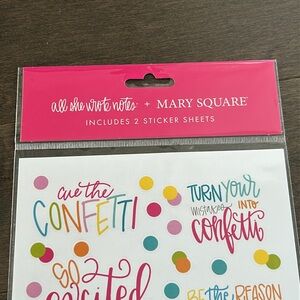 all she wrote notes + MARY SQUARE
INCLUDES 2 STICKER SHEETS
cue the
CONFETTI
TURN your
mistakes INTO
confetti
SO
excited
BE THE REASON